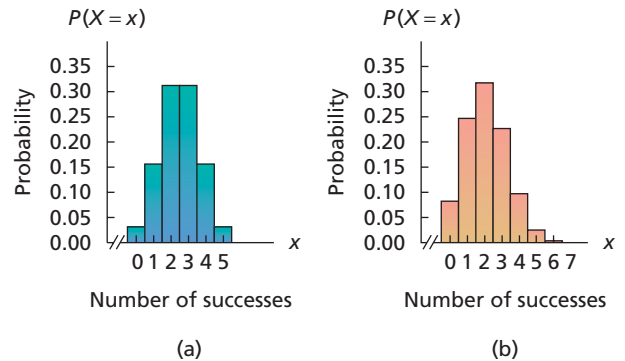 P(X = x)
Probability
0.35
0.30
0.25
0.20
0.15
0.10
0.05
0.00
0 1 2 3 4 5
x
Number of successes
(a)
P(X = x)
Probability
0.35
0.30
0.25
0.20
0.15
0.10
0.05
0.00
0 1 2 3 4 5 6 7
x
Number of successes
(b)